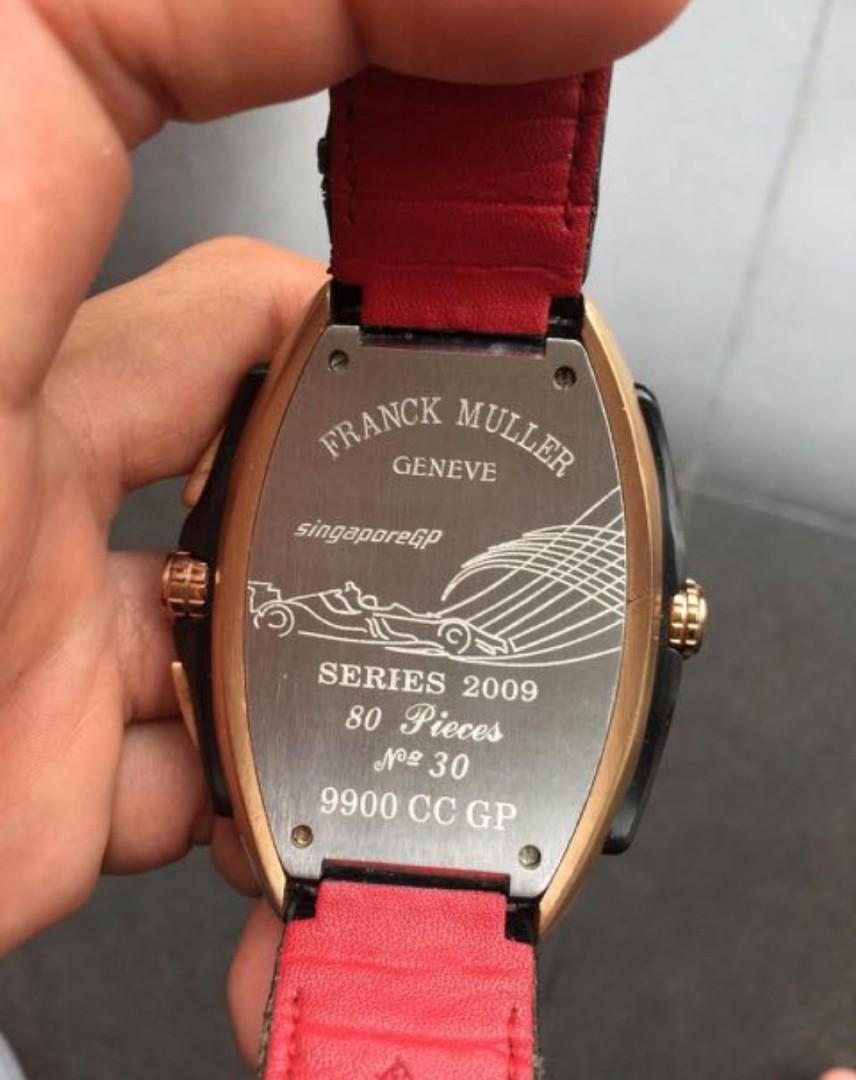 FRANCK MULLER
GENEVE
singaporeGP
SERIES 2009
80 Pieces
Nº 30
9900 CC GP